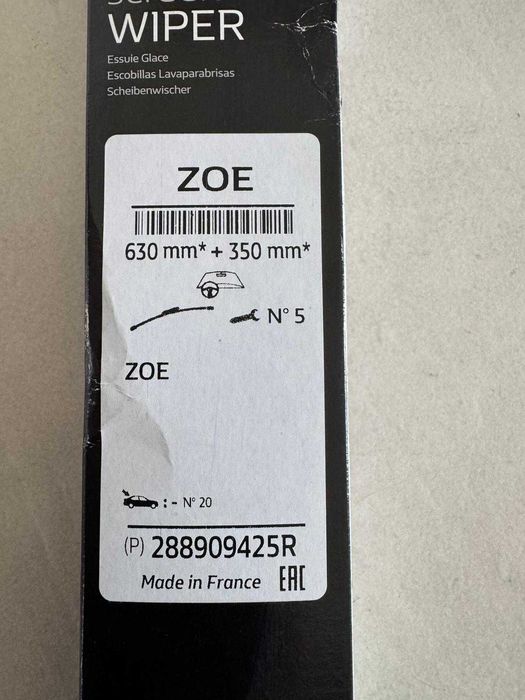 WIPER
Essuie Glace
Escobillas Lavaparabrisas
Scheibenwischer
ZOE
630 mm* + 350 mm*
N° 5
ZOE
: - N° 20
(P) 288909425R
Made in France EAC